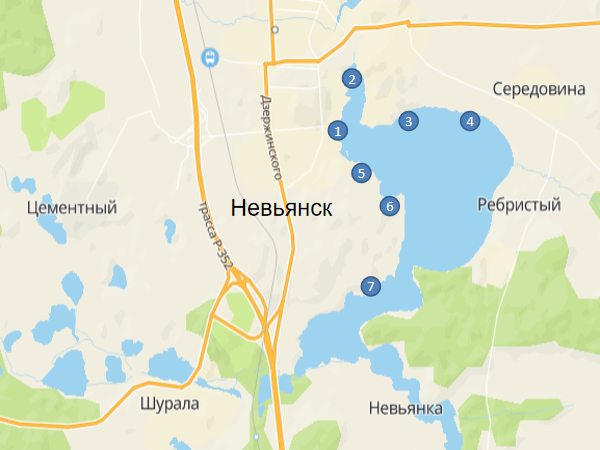 2
Середовина
Дзержинского
1
3
4
5
Цементный
Невьянск
6
Ребристый
трасса Р-352
7
Шурала
Невьянка